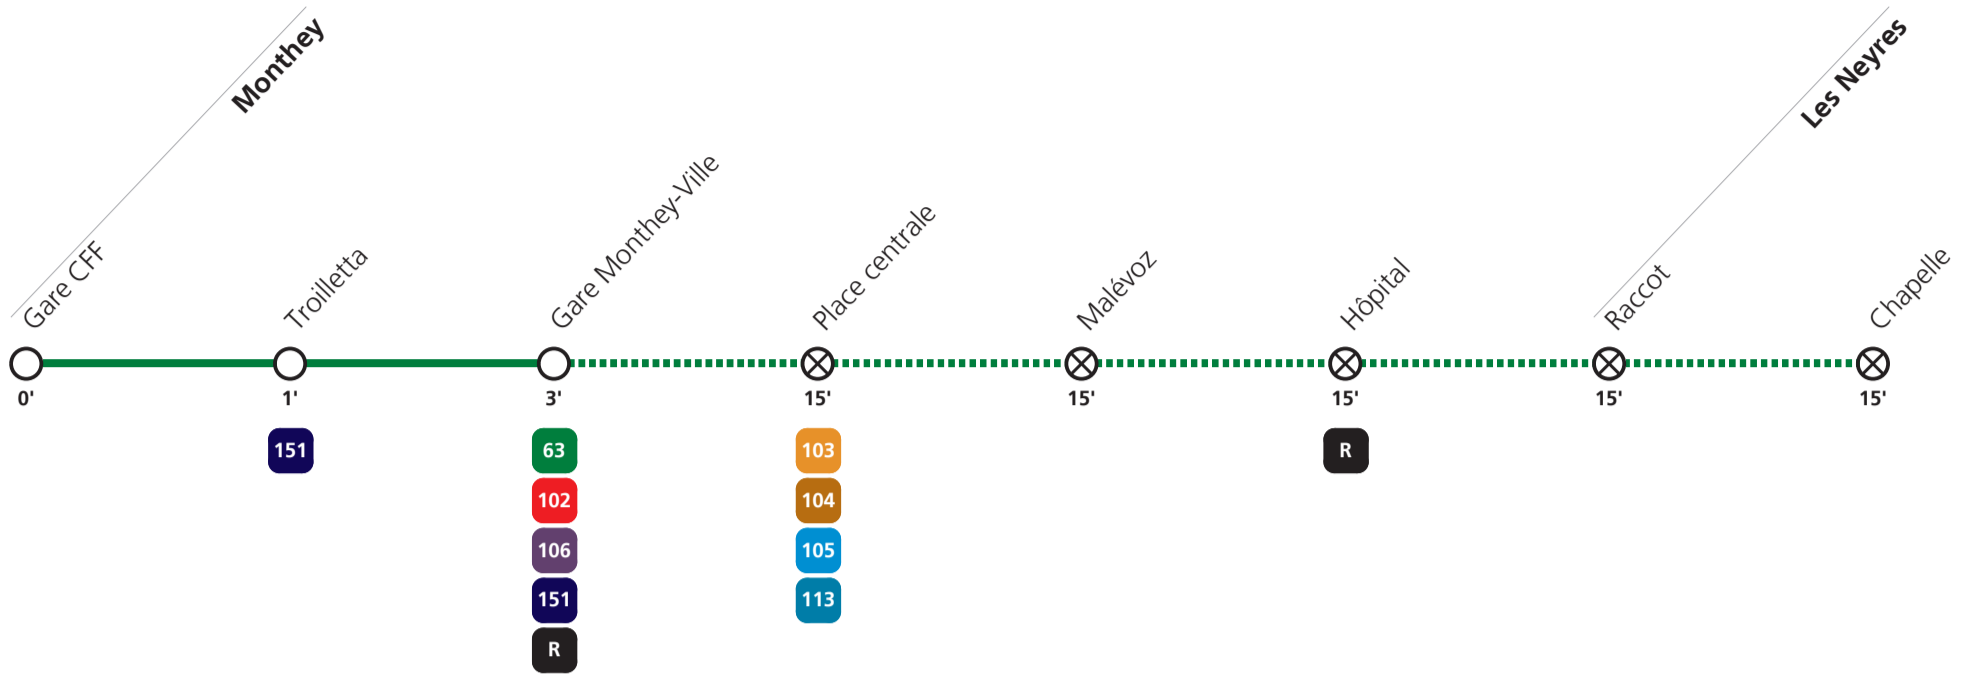 Monthey
Les Neyres
Gare CFF
Troilletta
Gare Monthey-Ville
Place centrale
Malévoz
Hôpital
Raccot
Chapelle
0' 1' 3' 15' 15' 15' 15' 15'
151 63 103 R
102 104
106 105
151 113
R